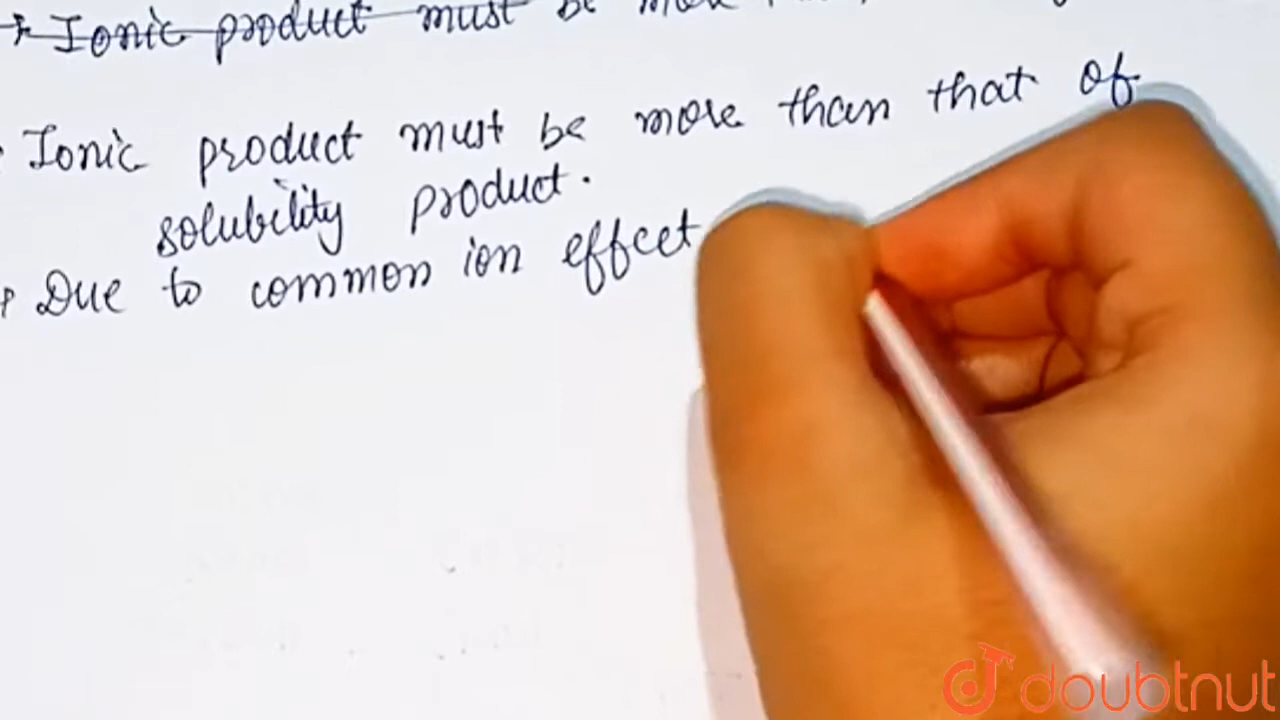 * Ionic product must be more
Ionic product must be more than that of
solubility product.
* Due to common ion effect
doubtnut